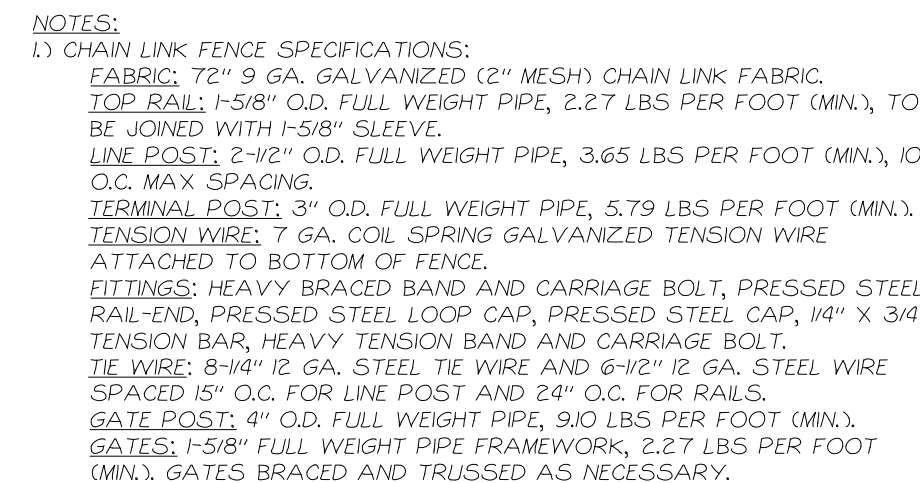 NOTES:
1.) CHAIN LINK FENCE SPECIFICATIONS:
FABRIC: 72" 9 GA. GALVANIZED (2" MESH) CHAIN LINK FABRIC.
TOP RAIL: 1-5/8" O.D. FULL WEIGHT PIPE, 2.27 LBS PER FOOT (MIN.), TO
BE JOINED WITH 1-5/8" SLEEVE.
LINE POST: 2-1/2" O.D. FULL WEIGHT PIPE, 3.65 LBS PER FOOT (MIN.), 10
O.C. MAX SPACING.
TERMINAL POST: 3" O.D. FULL WEIGHT PIPE, 5.79 LBS PER FOOT (MIN.).
TENSION WIRE: 7 GA. COIL SPRING GALVANIZED TENSION WIRE
ATTACHED TO BOTTOM OF FENCE.
FITTINGS: HEAVY BRACED BAND AND CARRIAGE BOLT, PRESSED STEEL
RAIL-END, PRESSED STEEL LOOP CAP, PRESSED STEEL CAP, 1/4" X 3/4
TENSION BAR, HEAVY TENSION BAND AND CARRIAGE BOLT.
TIE WIRE: 8-1/4" 12 GA. STEEL TIE WIRE AND 6-1/2" 12 GA. STEEL WIRE
SPACED 15" O.C. FOR LINE POST AND 24" O.C. FOR RAILS.
GATE POST: 4" O.D. FULL WEIGHT PIPE, 9.10 LBS PER FOOT (MIN.).
GATES: 1-5/8" FULL WEIGHT PIPE FRAMEWORK, 2.27 LBS PER FOOT
(MIN.). GATES BRACED AND TRUSSED AS NECESSARY.